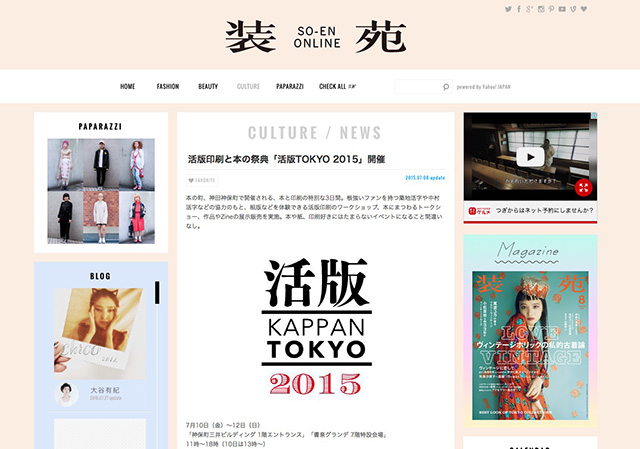 装苑
SO-EN
ONLINE
HOME
FASHION
BEAUTY
CULTURE
PAPARAZZI
CHECK ALL
powered by Yahoo! JAPAN
PAPARAZZI
BLOG
CHICO
大谷有紀
CULTURE / NEWS
活版印刷と本の祭典「活版TOKYO 2015」開催
FAVORITE
2015.07.08 update
本の町、神田神保町で開催される、本と印刷の特別な3日間。根強いファンを持つ築地活字や中村
活字などの協力のもと、組版などを体験できる活版印刷のワークショップ、本にまつわるトークシ
ョー、作品やZineの展示販売を実施。本や紙、印刷好きにはたまらないイベントになること間違い
なし。
活版
KAPPAN
TOKYO
2015
7月10日（金）〜12日（日）
「神保町三井ビルディング 1階エントランス」「書泉グランデ 7階特設会場」
11時〜18時（10日は13時〜）
つぎからはネット予約にしませんか？
Magazine
装苑
8
LOVE
ヴィンテージホリックの私的古着論
VINTAGE
BEST LOOK OF TOKYO COLLECTION
CALENDAR